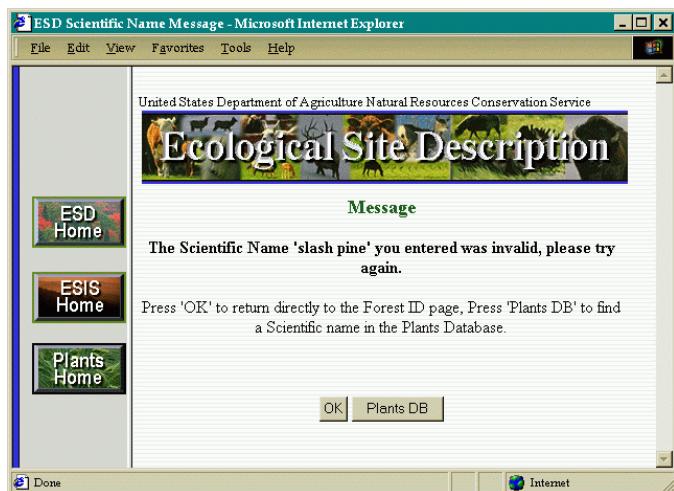 ESD Scientific Name Message - Microsoft Internet Explorer
File Edit View Favorites Tools Help
United States Department of Agriculture Natural Resources Conservation Service
Ecological Site Description
ESD
Home
ESIS
Home
Plants
Home
Message
The Scientific Name 'slash pine' you entered was invalid, please try
again.
Press 'OK' to return directly to the Forest ID page, Press 'Plants DB' to find
a Scientific name in the Plants Database.
OK Plants DB
Done Internet